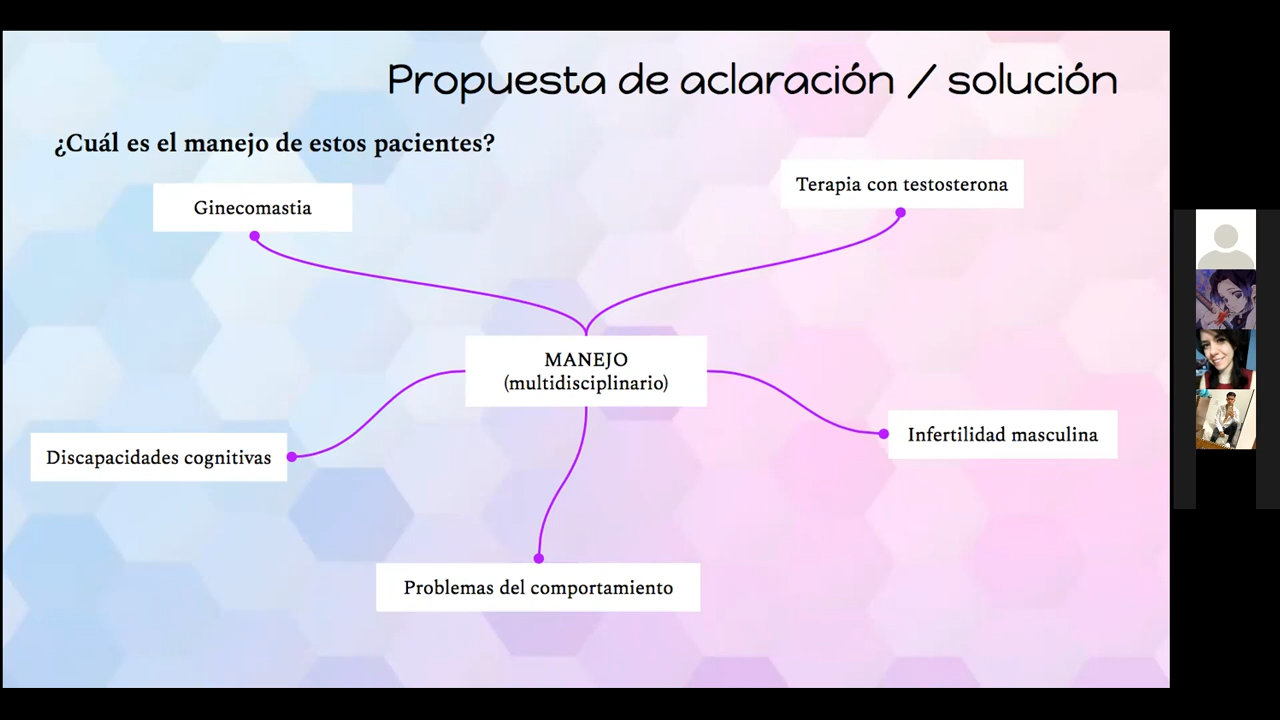 Propuesta de aclaración / solución
¿Cuál es el manejo de estos pacientes?
Terapia con testosterona
Ginecomastia
MANEJO
(multidisciplinario)
Infertilidad masculina
Discapacidades cognitivas
Problemas del comportamiento